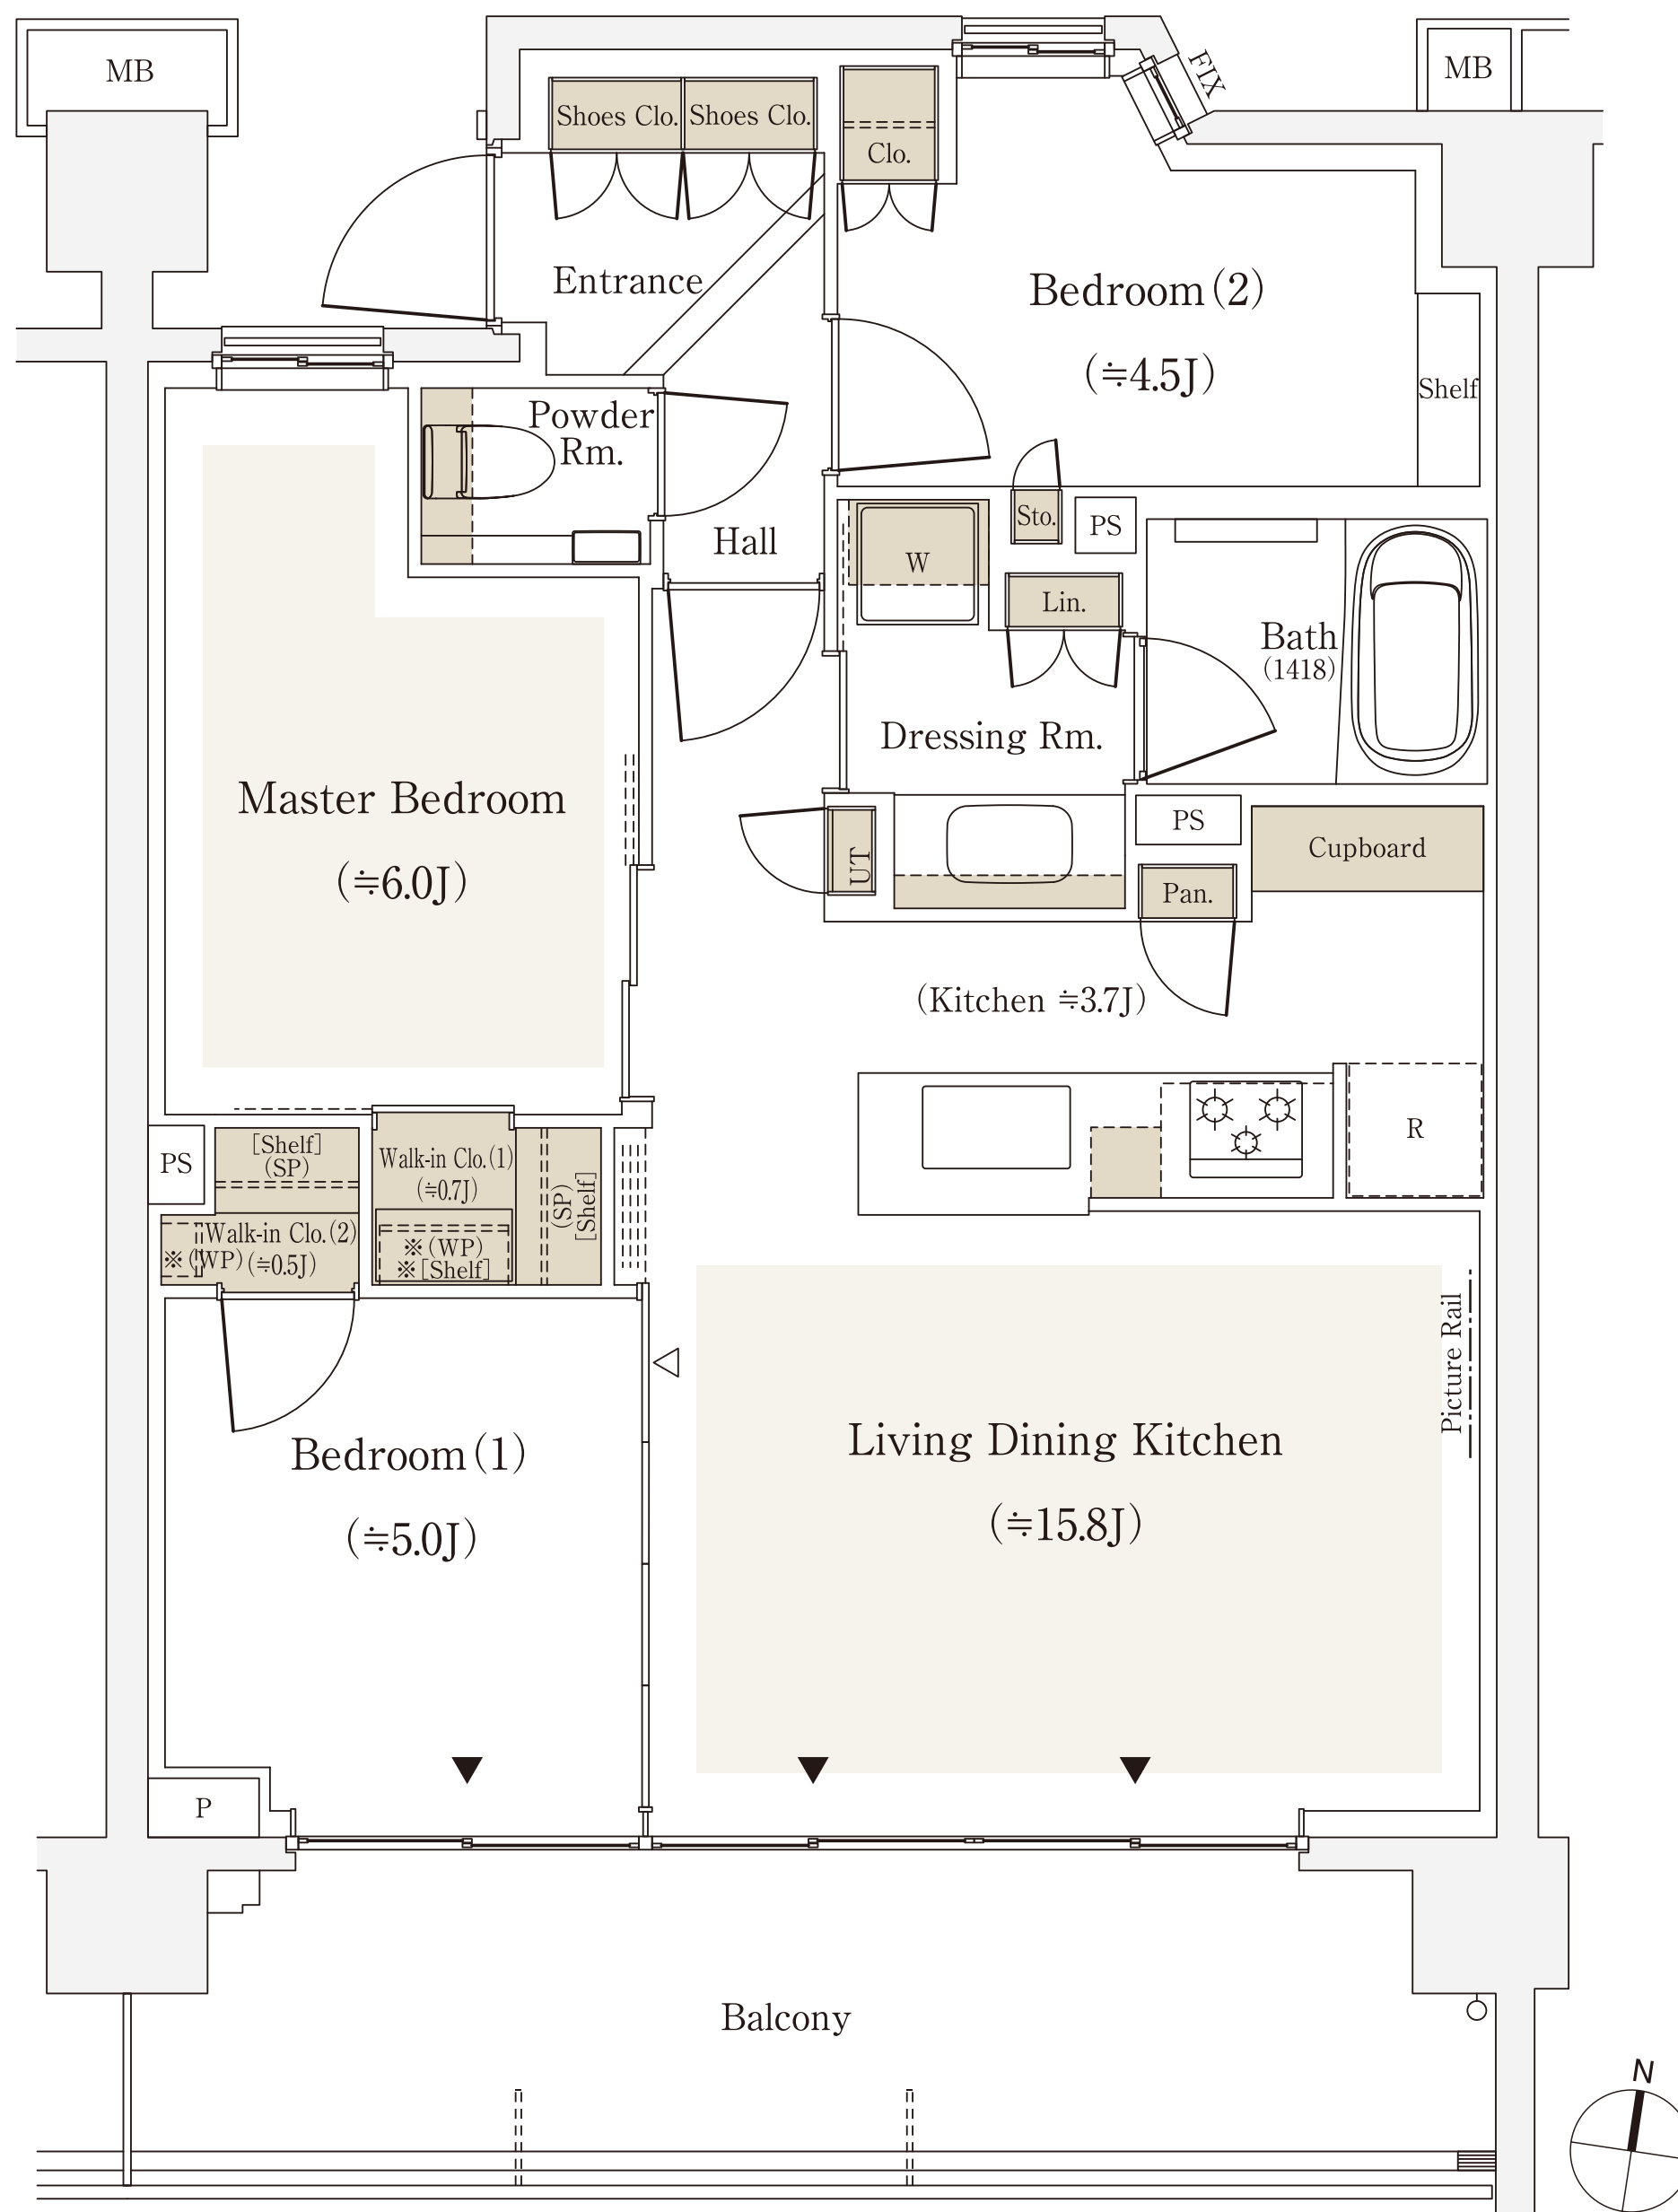 MB
MB
FIX
Shoes Clo.
Shoes Clo.
Clo.
Entrance
Bedroom(2)
(≒4.5J)
Shelf
Powder
Rm.
Hall
Sto.
PS
W
Lin.
Bath
(1418)
Dressing Rm.
Master Bedroom
(≒6.0J)
UT
PS
Cupboard
Pan.
(Kitchen ≒3.7J)
R
PS
[Shelf]
(SP)
Walk-in Clo.(1)
(≒0.7J)
(SP)
[Shelf]
Walk-in Clo.(2)
※(WP)(≒0.5J)
※(WP)
※[Shelf]
Picture Rail
Bedroom(1)
(≒5.0J)
Living Dining Kitchen
(≒15.8J)
P
Balcony
N